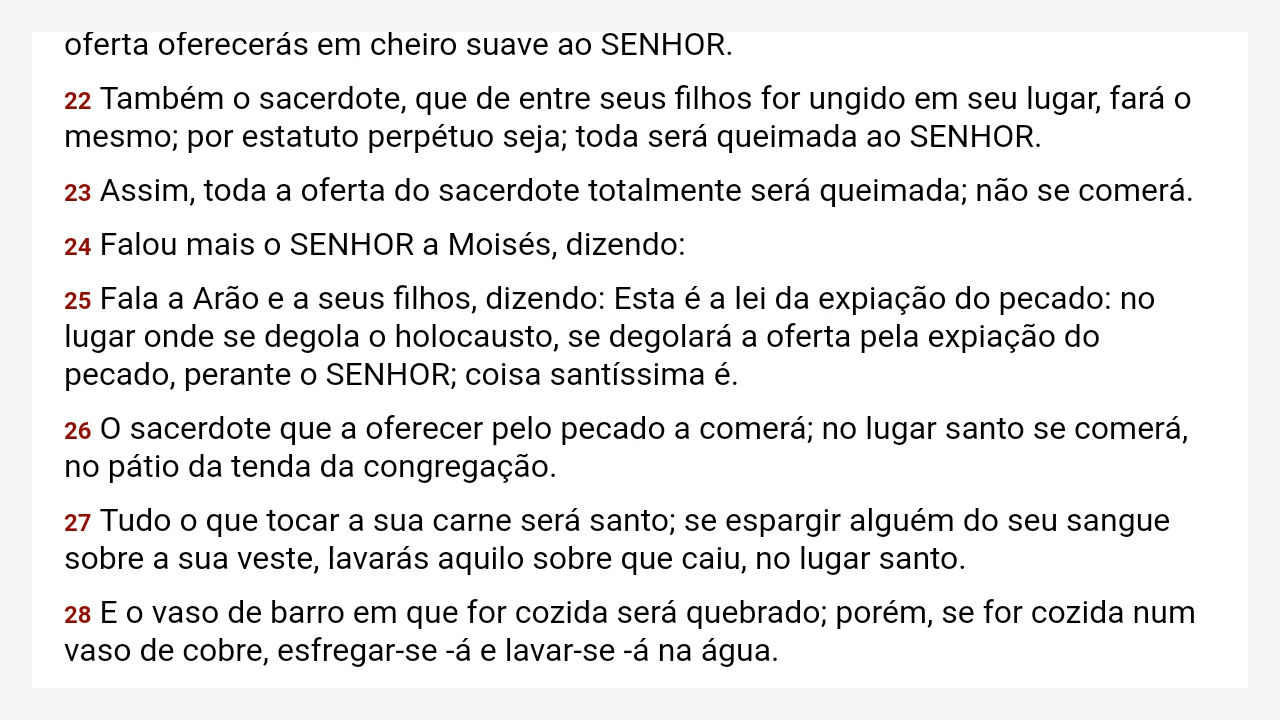 oferta oferecerás em cheiro suave ao SENHOR.
22 Também o sacerdote, que de entre seus filhos for ungido em seu lugar, fará o
mesmo; por estatuto perpétuo seja; toda será queimada ao SENHOR.
23 Assim, toda a oferta do sacerdote totalmente será queimada; não se comerá.
24 Falou mais o SENHOR a Moisés, dizendo:
25 Fala a Arão e a seus filhos, dizendo: Esta é a lei da expiação do pecado: no
lugar onde se degola o holocausto, se degolará a oferta pela expiação do
pecado, perante o SENHOR; coisa santíssima é.
26 O sacerdote que a oferecer pelo pecado a comerá; no lugar santo se comerá,
no pátio da tenda da congregação.
27 Tudo o que tocar a sua carne será santo; se espargir alguém do seu sangue
sobre a sua veste, lavarás aquilo sobre que caiu, no lugar santo.
28 E o vaso de barro em que for cozida será quebrado; porém, se for cozida num
vaso de cobre, esfregar-se -á e lavar-se -á na água.